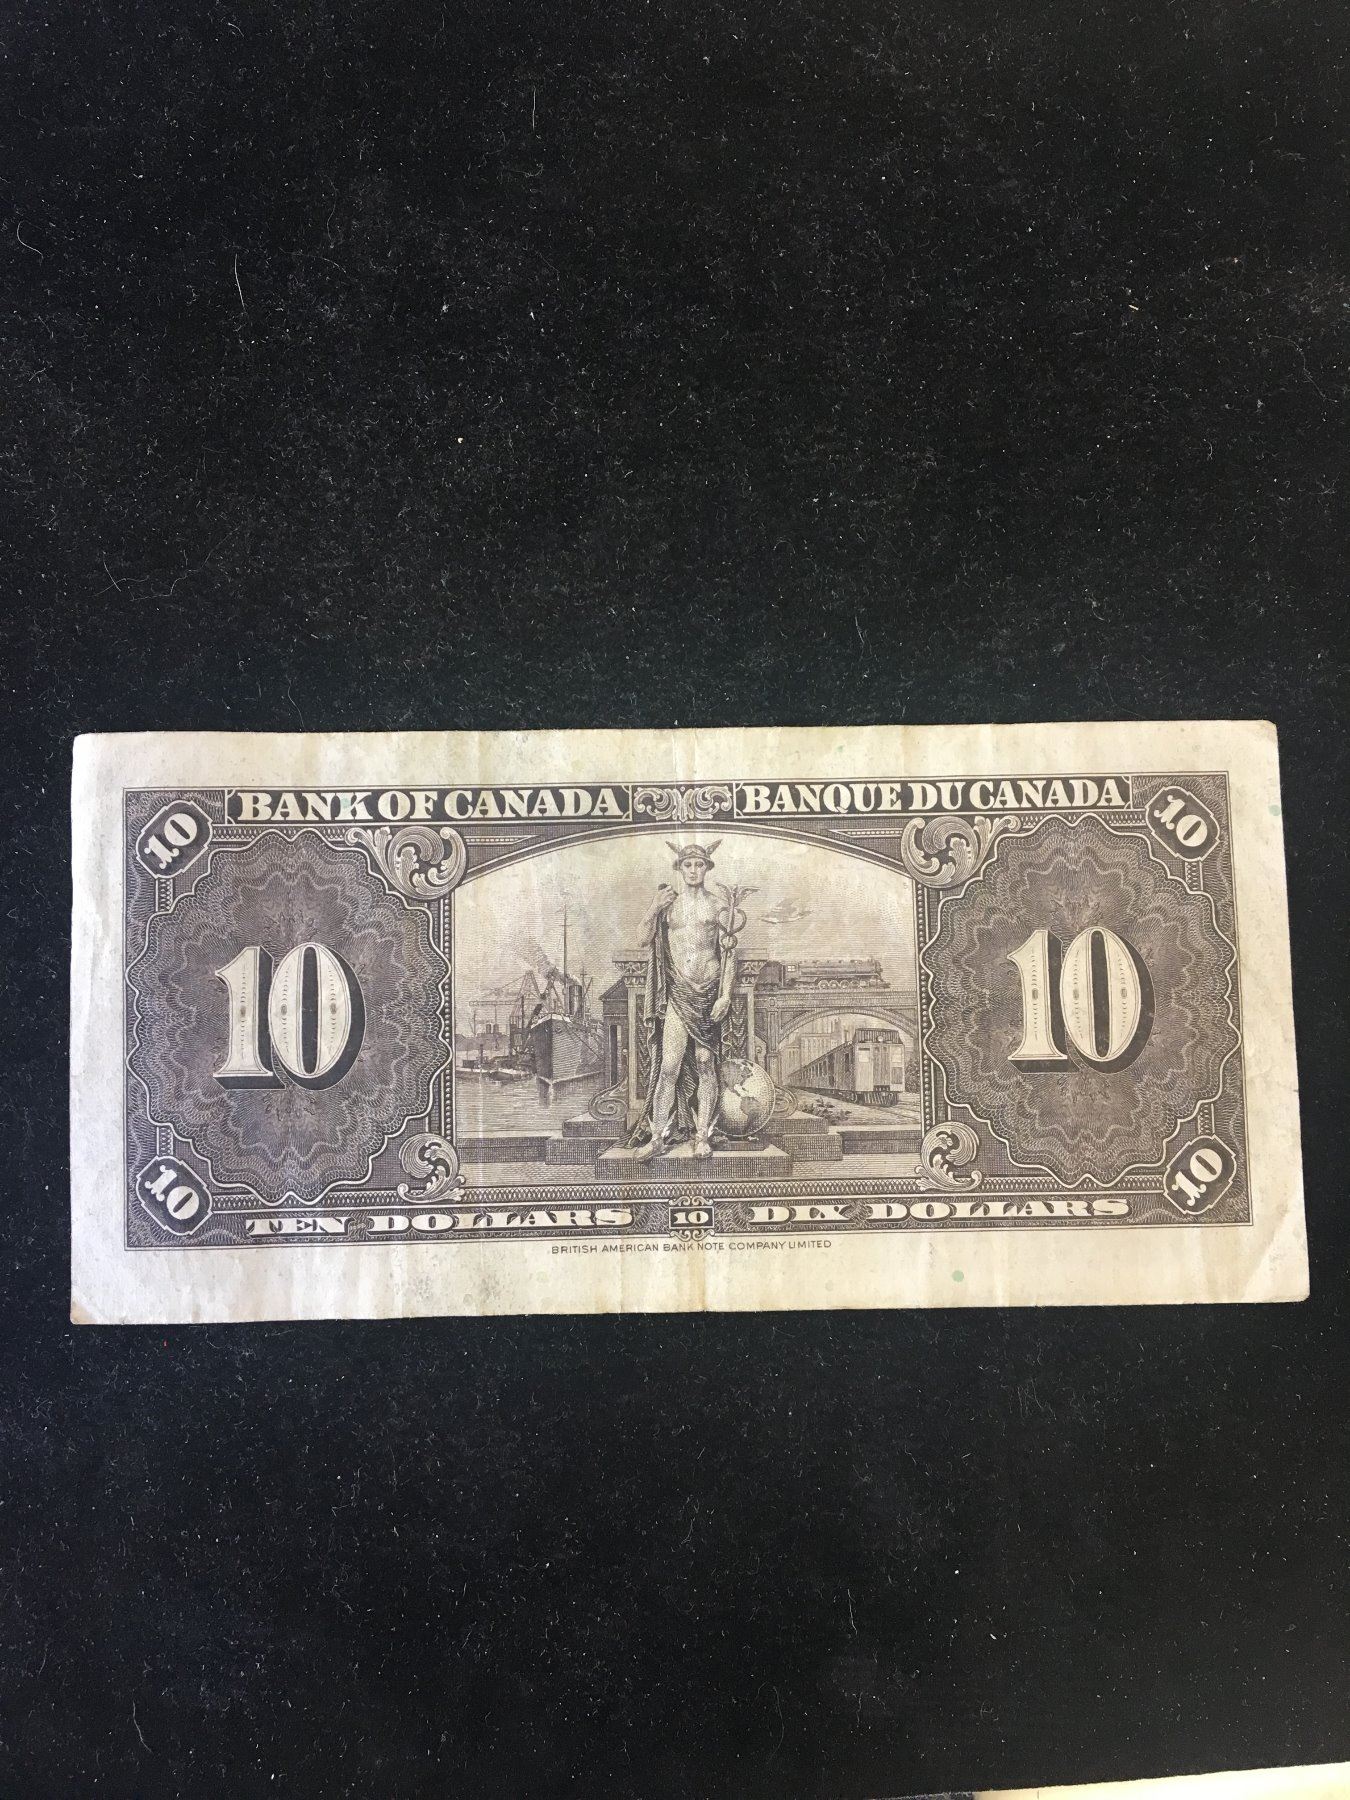 10 BANK OF CANADA BANQUE DU CANADA 10
10 10
10 TEN DOLLARS 10 DIX DOLLARS 10
BRITISH AMERICAN BANK NOTE COMPANY LIMITED